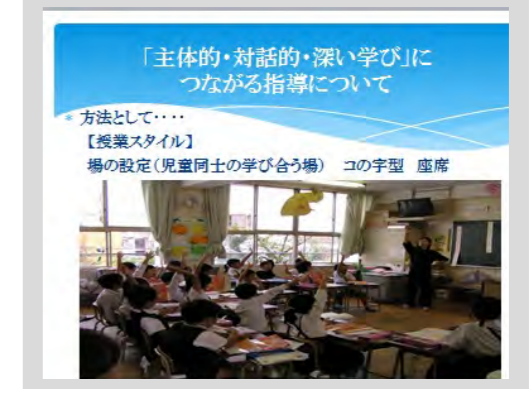 「主体的・対話的・深い学び」に
つながる指導について
* 方法として・・・・
【授業スタイル】
場の設定（児童同士の学び合う場）　コの字型　座席